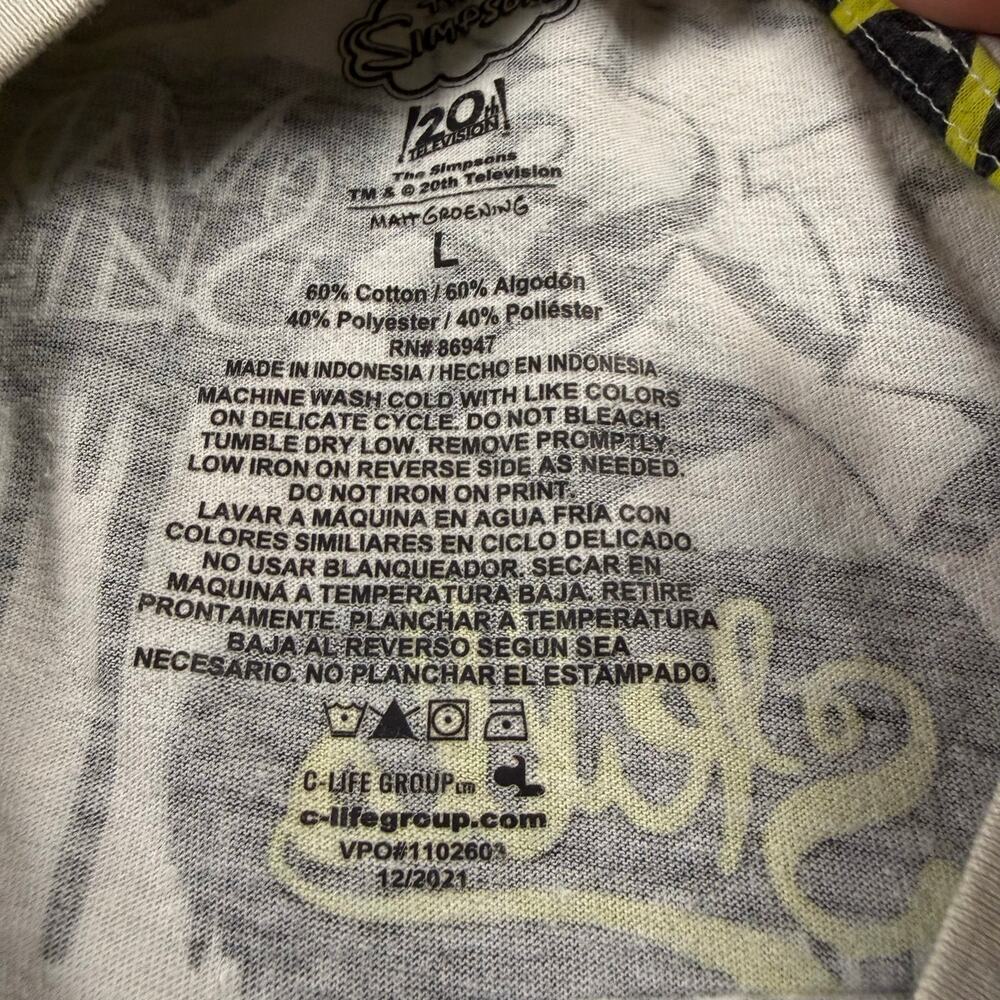 THE
SIMPSONS
20th
TELEVISION
The Simpsons
TM & © 20th Television
MATT GROENING
L
60% Cotton / 60% Algodón
40% Polyester / 40% Poliéster
RN# 86947
MADE IN INDONESIA / HECHO EN INDONESIA
MACHINE WASH COLD WITH LIKE COLORS
ON DELICATE CYCLE. DO NOT BLEACH.
TUMBLE DRY LOW. REMOVE PROMPTLY.
LOW IRON ON REVERSE SIDE AS NEEDED.
DO NOT IRON ON PRINT.
LAVAR A MÁQUINA EN AGUA FRÍA CON
COLORES SIMILIARES EN CICLO DELICADO.
NO USAR BLANQUEADOR. SECAR EN
MAQUINA A TEMPERATURA BAJA. RETIRE
PRONTAMENTE. PLANCHAR A TEMPERATURA
BAJA AL REVERSO SEGÚN SEA
NECESARIO. NO PLANCHAR EL ESTAMPADO.
C-LIFE GROUP LTD
c-lifegroup.com
VPO#110260
12/2021